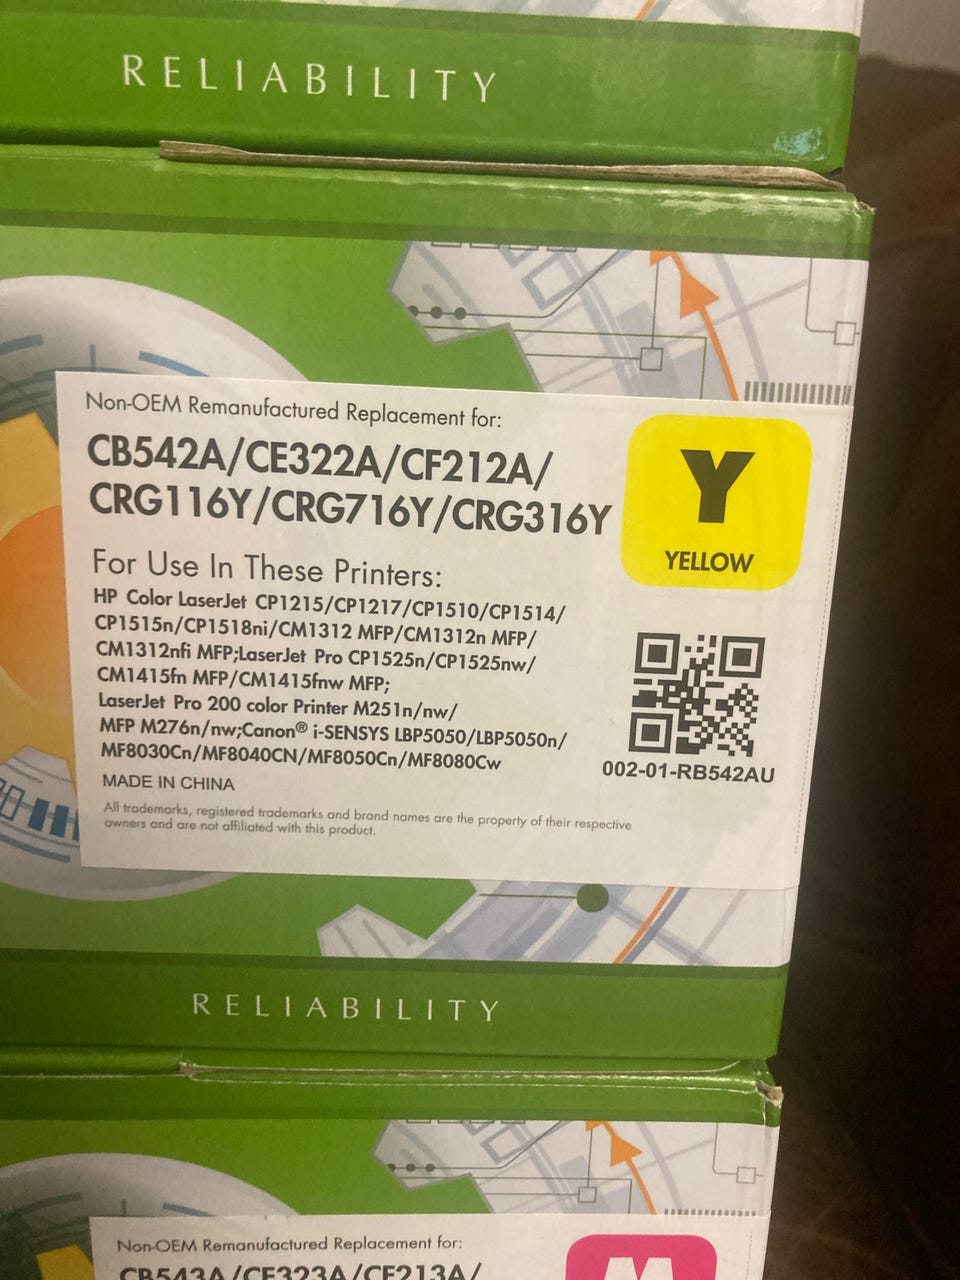 RELIABILITY
Non-OEM Remanufactured Replacement for:
CB542A/CE322A/CF212A/
CRG116Y/CRG716Y/CRG316Y
Y
YELLOW
For Use In These Printers:
HP Color LaserJet CP1215/CP1217/CP1510/CP1514/
CP1515n/CP1518ni/CM1312 MFP/CM1312n MFP/
CM1312nfi MFP;LaserJet Pro CP1525n/CP1525nw/
CM1415fn MFP/CM1415fnw MFP;
LaserJet Pro 200 color Printer M251n/nw/
MFP M276n/nw;Canon® i-SENSYS LBP5050/LBP5050n/
MF8030Cn/MF8040CN/MF8050Cn/MF8080Cw
002-01-RB542AU
MADE IN CHINA
All trademarks, registered trademarks and brand names are the property of their respective
owners and are not affiliated with this product.
RELIABILITY
Non-OEM Remanufactured Replacement for:
CB543A/CE323A/CF213A/
M